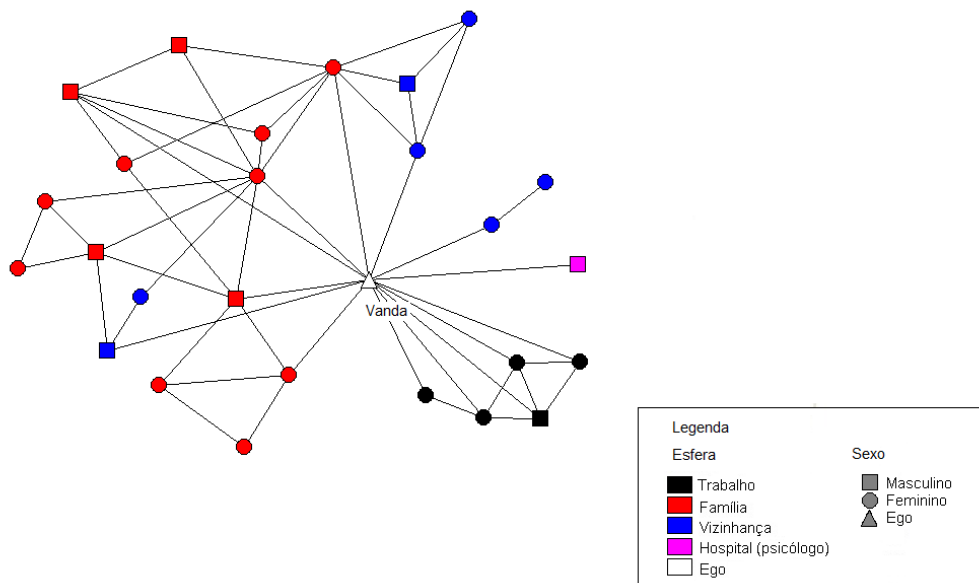 Vanda
Legenda
Esfera
Trabalho
Família
Vizinhança
Hospital (psicólogo)
Ego
Sexo
Masculino
Feminino
Ego